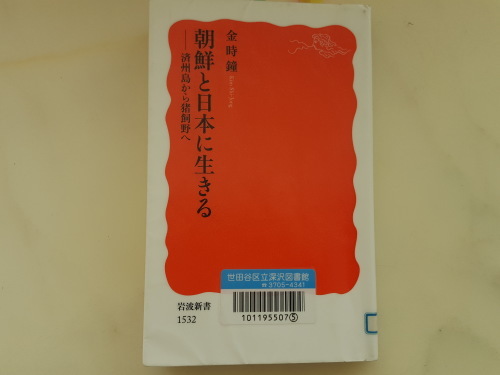 朝鮮と日本に生きる
──済州島から猪飼野へ
金時鐘
岩波新書
1532
世田谷区立深沢図書館
☎3705-4341
101195507⑤